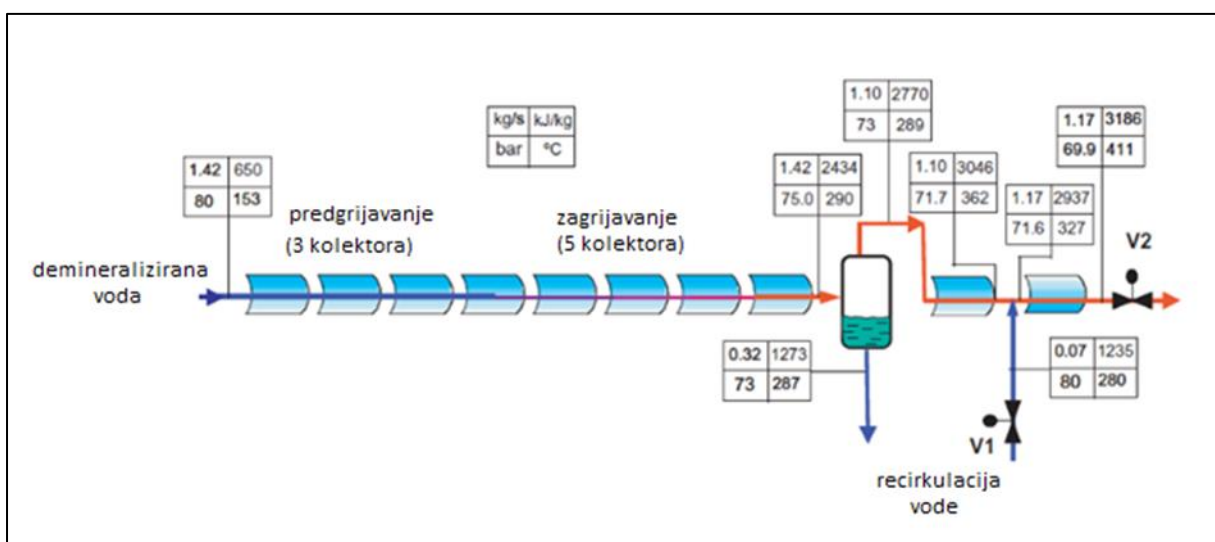 kg/s kJ/kg
bar ºC
1.42 650
80 153
predgrijavanje
(3 kolektora)
zagrijavanje
(5 kolektora)
demineralizirana
voda
1.42 2434
75.0 290
1.10 2770
73 289
1.10 3046
71.7 362
1.17 2937
71.6 327
1.17 3186
69.9 411
V2
0.32 1273
73 287
0.07 1235
80 280
V1
recirkulacija
vode